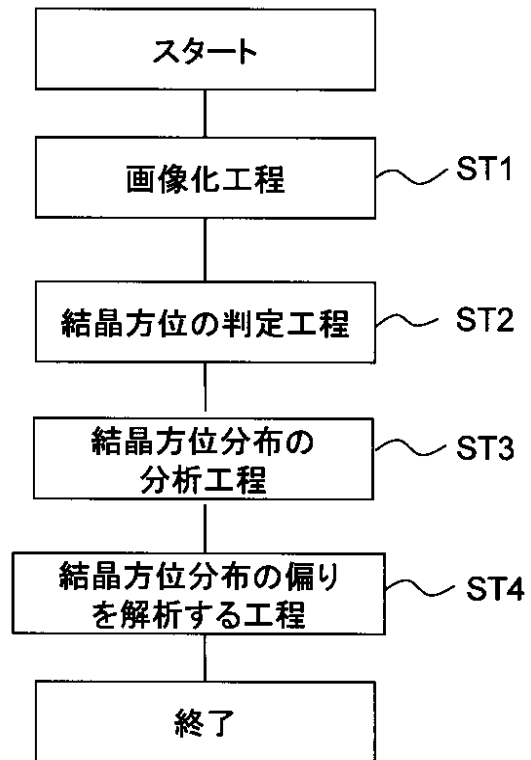 スタート
画像化工程
ST1
結晶方位の判定工程
ST2
結晶方位分布の
分析工程
ST3
結晶方位分布の偏り
を解析する工程
ST4
終了